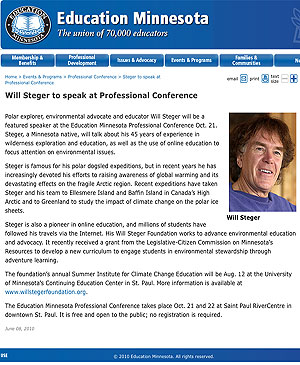 EDUCATION
MINNESOTA
Education Minnesota
The union of 70,000 educators
Membership & Benefits
Professional Development
Issues & Advocacy
Events & Programs
Families & Communities
Home > Events & Programs > Professional Conference > Steger to speak at
Professional Conference
email
print
text size
Will Steger to speak at Professional Conference
Polar explorer, environmental advocate and educator Will Steger will be a
featured speaker at the Education Minnesota Professional Conference Oct. 21.
Steger, a Minnesota native, will talk about his 45 years of experience in
wilderness exploration and education, as well as the use of online education to
focus attention on environmental issues.
Steger is famous for his polar dogsled expeditions, but in recent years he has
increasingly devoted his efforts to raising awareness of global warming and its
devastating effects on the fragile Arctic region. Recent expeditions have taken
Steger and his team to Ellesmere Island and Baffin Island in Canada's High
Arctic and to Greenland to study the impact of climate change on the polar ice
sheets.
Will Steger
Steger is also a pioneer in online education, and millions of students have
followed his travels via the Internet. His Will Steger Foundation works to advance environmental education
and advocacy. It recently received a grant from the Legislative-Citizen Commission on Minnesota's
Resources to develop a new curriculum to engage students in environmental stewardship through
adventure learning.
The foundation's annual Summer Institute for Climate Change Education will be Aug. 12 at the University
of Minnesota's Continuing Education Center in St. Paul. More information is available at
www.willstegerfoundation.org.
The Education Minnesota Professional Conference takes place Oct. 21 and 22 at Saint Paul RiverCentre in
downtown St. Paul. It is free and open to the public; no registration is required.
June 08, 2010
© 2010 Education Minnesota. All rights reserved.